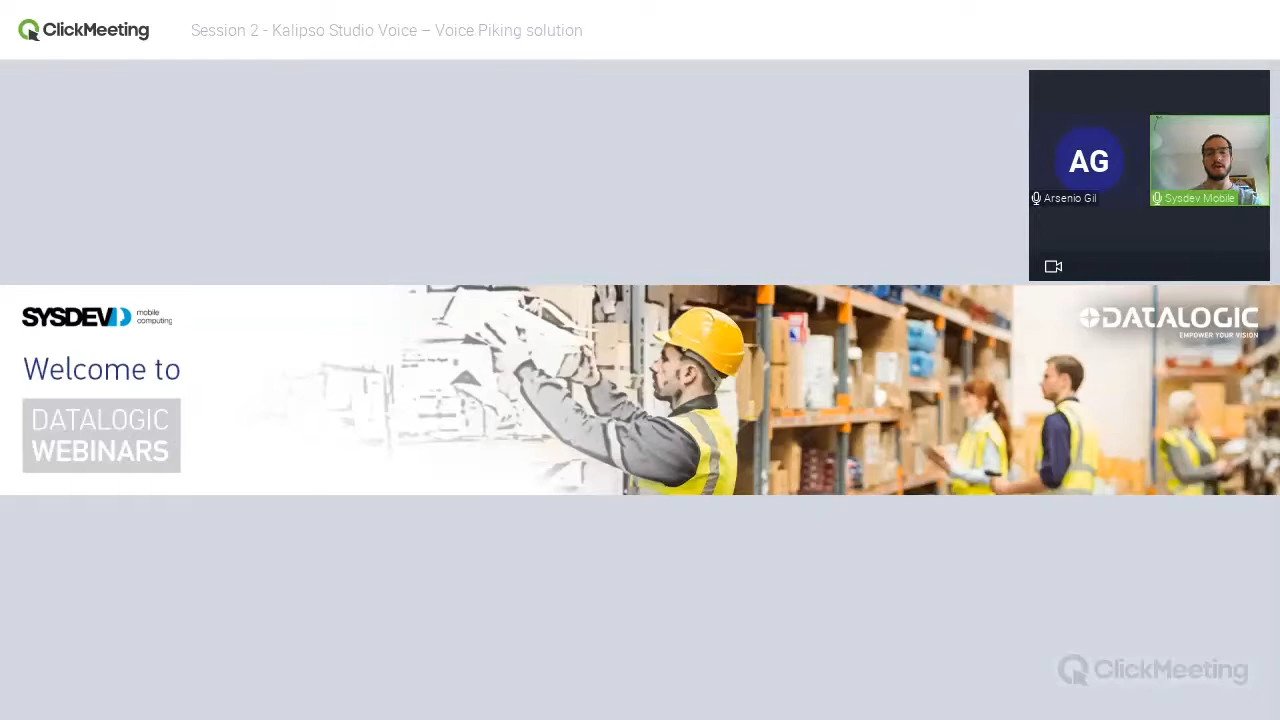 ClickMeeting
Session 2 - Kalipso Studio Voice – Voice Piking solution
AG
Arsenio Gil
Sysdev Mobile
SYSDEV mobile computing
DATALOGIC
EMPOWER YOUR VISION
Welcome to
DATALOGIC
WEBINARS
ClickMeeting